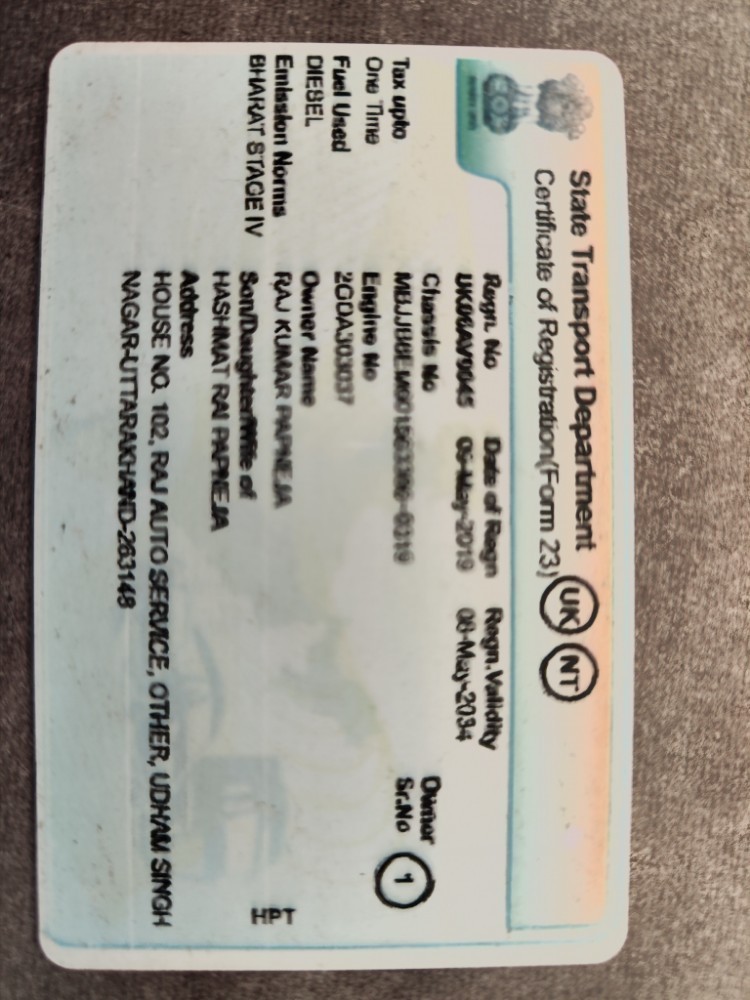 State Transport Department
Certificate of Registration(Form 23)
UK NT
Regn. No Date of Regn Regn.Validity
05-May-2019 08-May-2034
Chassis No
Owner
Sr.No
1
Tax upto
One Time
Engine No
Fuel Used
2GDA303037
DIESEL
Owner Name
Emission Norms
RAJ KUMAR PAPNEJA
BHARAT STAGE IV
Son/Daughter/Wife of
HASHMAT RAI PAPNEJA
HPT
Address
HOUSE NO. 102, RAJ AUTO SERVICE, OTHER, UDHAM SINGH
NAGAR-UTTARAKHAND-263148